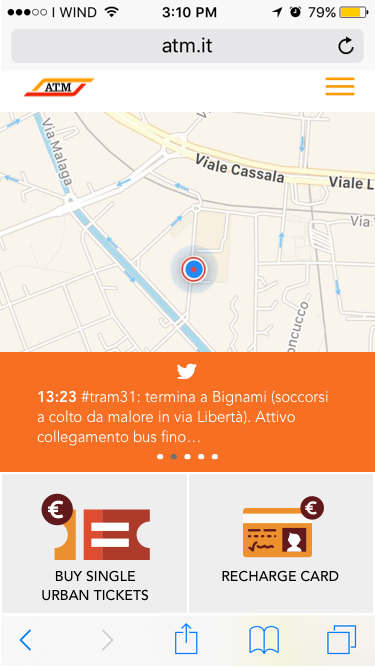 I WIND 3:10 PM 79%
atm.it
ATM
Via Malaga
Viale Cassala
Viale L
Via
oncucco
13:23 #tram31: termina a Bignami (soccorsi
a colto da malore in via Libertà). Attivo
collegamento bus fino...
€
BUY SINGLE
URBAN TICKETS
€
RECHARGE CARD